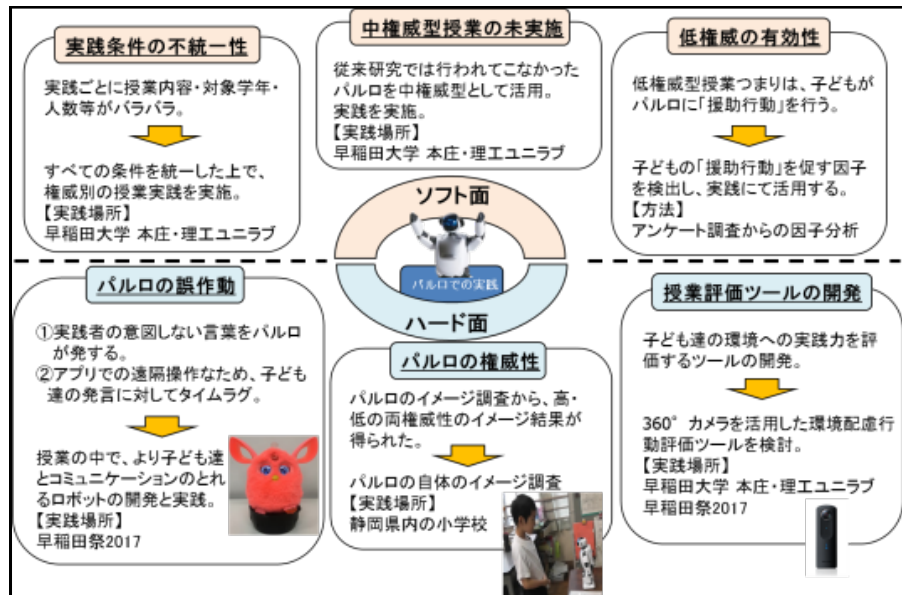 実践条件の不統一性
実践ごとに授業内容・対象学年・
人数等がバラバラ。
すべての条件を統一した上で、
権威別の授業実践を実施。
【実践場所】
早稲田大学 本庄・理工ユニラブ
中権威型授業の未実施
従来研究では行われてこなかった
パルロを中権威型として活用。
実践を実施。
【実践場所】
早稲田大学 本庄・理工ユニラブ
低権威の有効性
低権威型授業つまりは、子どもが
パルロに「援助行動」を行う。
子どもの「援助行動」を促す因子
を検出し、実践にて活用する。
【方法】
アンケート調査からの因子分析
ソフト面
パルロでの実践
ハード面
パルロの誤作動
①実践者の意図しない言葉をパルロ
が発する。
②アプリでの遠隔操作なため、子ども
達の発言に対してタイムラグ。
授業の中で、より子ども達
とコミュニケーションのとれ
るロボットの開発と実践。
【実践場所】
早稲田祭2017
パルロの権威性
パルロのイメージ調査から、高・
低の両権威性のイメージ結果が
得られた。
パルロの自体のイメージ調査
【実践場所】
静岡県内の小学校
授業評価ツールの開発
子ども達の環境への実践力を評
価するツールの開発。
360°カメラを活用した環境配慮行
動評価ツールを検討。
【実践場所】
早稲田大学 本庄・理工ユニラブ
早稲田祭2017